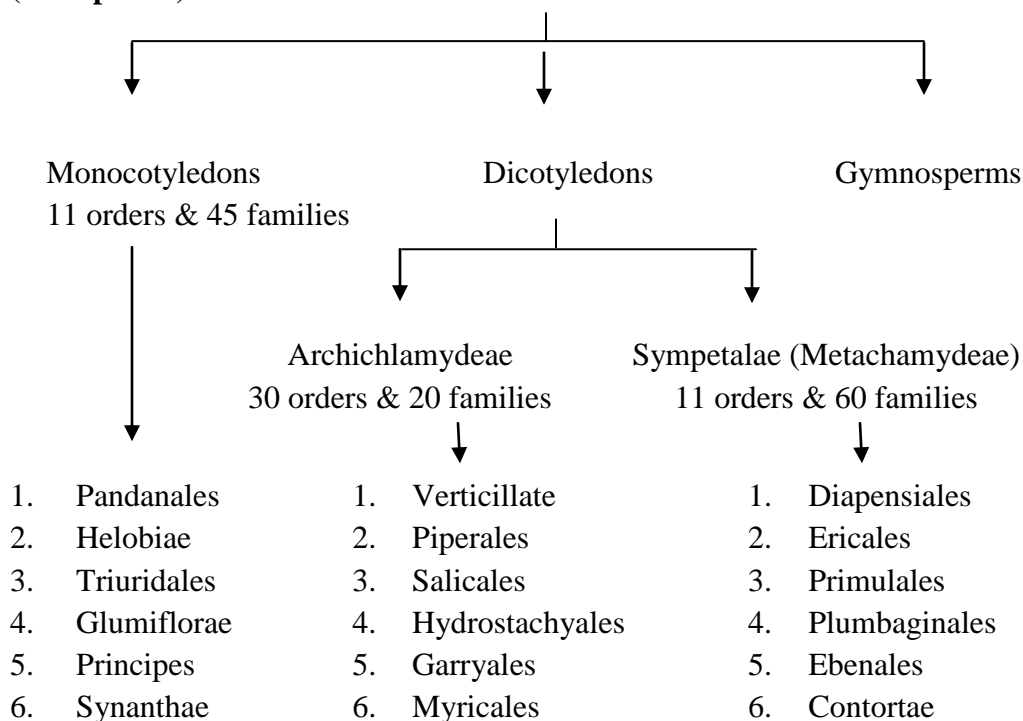 Monocotyledons Dicotyledons Gymnosperms
11 orders & 45 families
Archichlamydeae Sympetalae (Metachamydeae)
30 orders & 20 families 11 orders & 60 families
1. Pandanales 1. Verticillate 1. Diapensiales
2. Helobiae 2. Piperales 2. Ericales
3. Triuridales 3. Salicales 3. Primulales
4. Glumiflorae 4. Hydrostachyales 4. Plumbaginales
5. Principes 5. Garryales 5. Ebenales
6. Synanthae 6. Myricales 6. Contortae